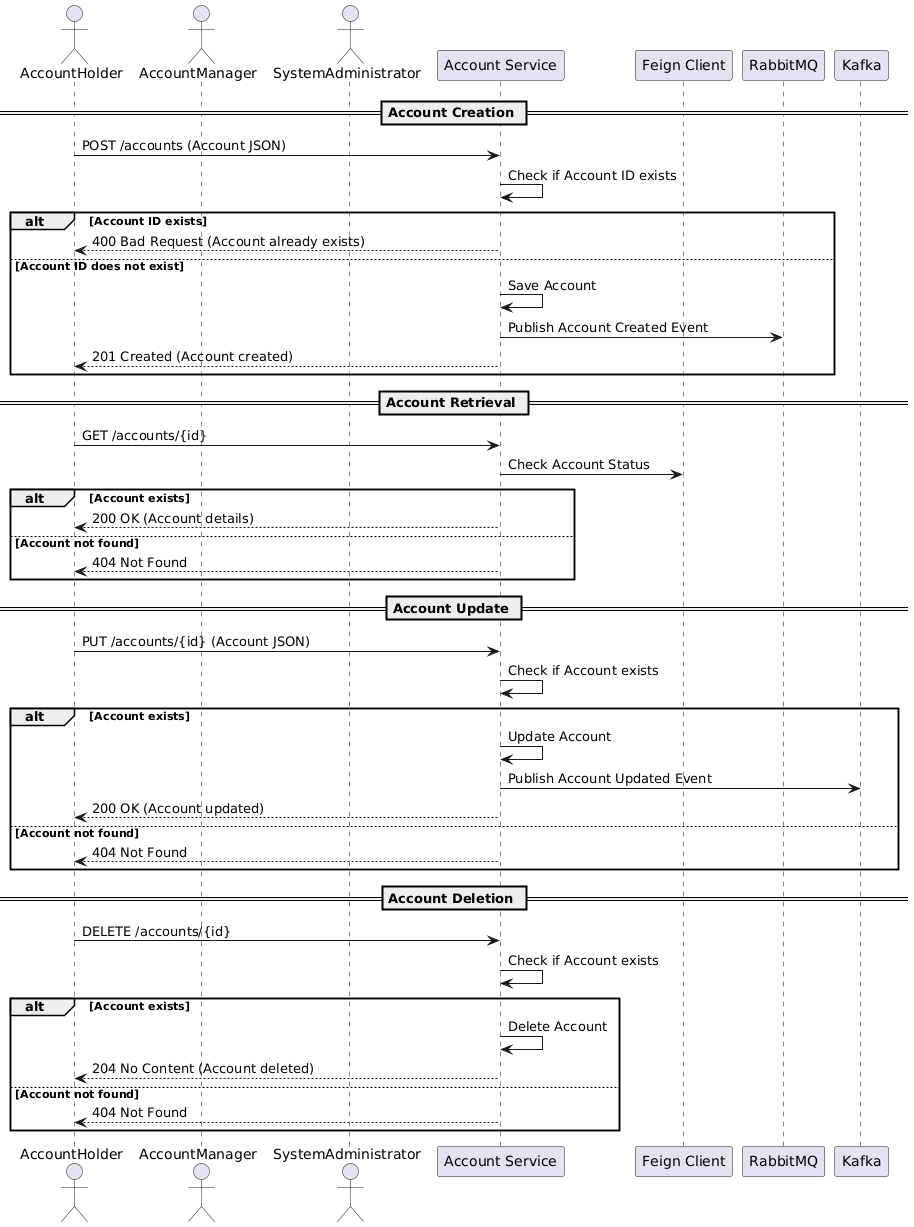 AccountHolder AccountManager SystemAdministrator Account Service Feign Client RabbitMQ Kafka
Account Creation
POST /accounts (Account JSON)
Check if Account ID exists
alt [Account ID exists]
400 Bad Request (Account already exists)
[Account ID does not exist]
Save Account
Publish Account Created Event
201 Created (Account created)
Account Retrieval
GET /accounts/{id}
Check Account Status
alt [Account exists]
200 OK (Account details)
[Account not found]
404 Not Found
Account Update
PUT /accounts/{id} (Account JSON)
Check if Account exists
alt [Account exists]
Update Account
Publish Account Updated Event
200 OK (Account updated)
[Account not found]
404 Not Found
Account Deletion
DELETE /accounts/{id}
Check if Account exists
alt [Account exists]
Delete Account
204 No Content (Account deleted)
[Account not found]
404 Not Found
AccountHolder AccountManager SystemAdministrator Account Service Feign Client RabbitMQ Kafka